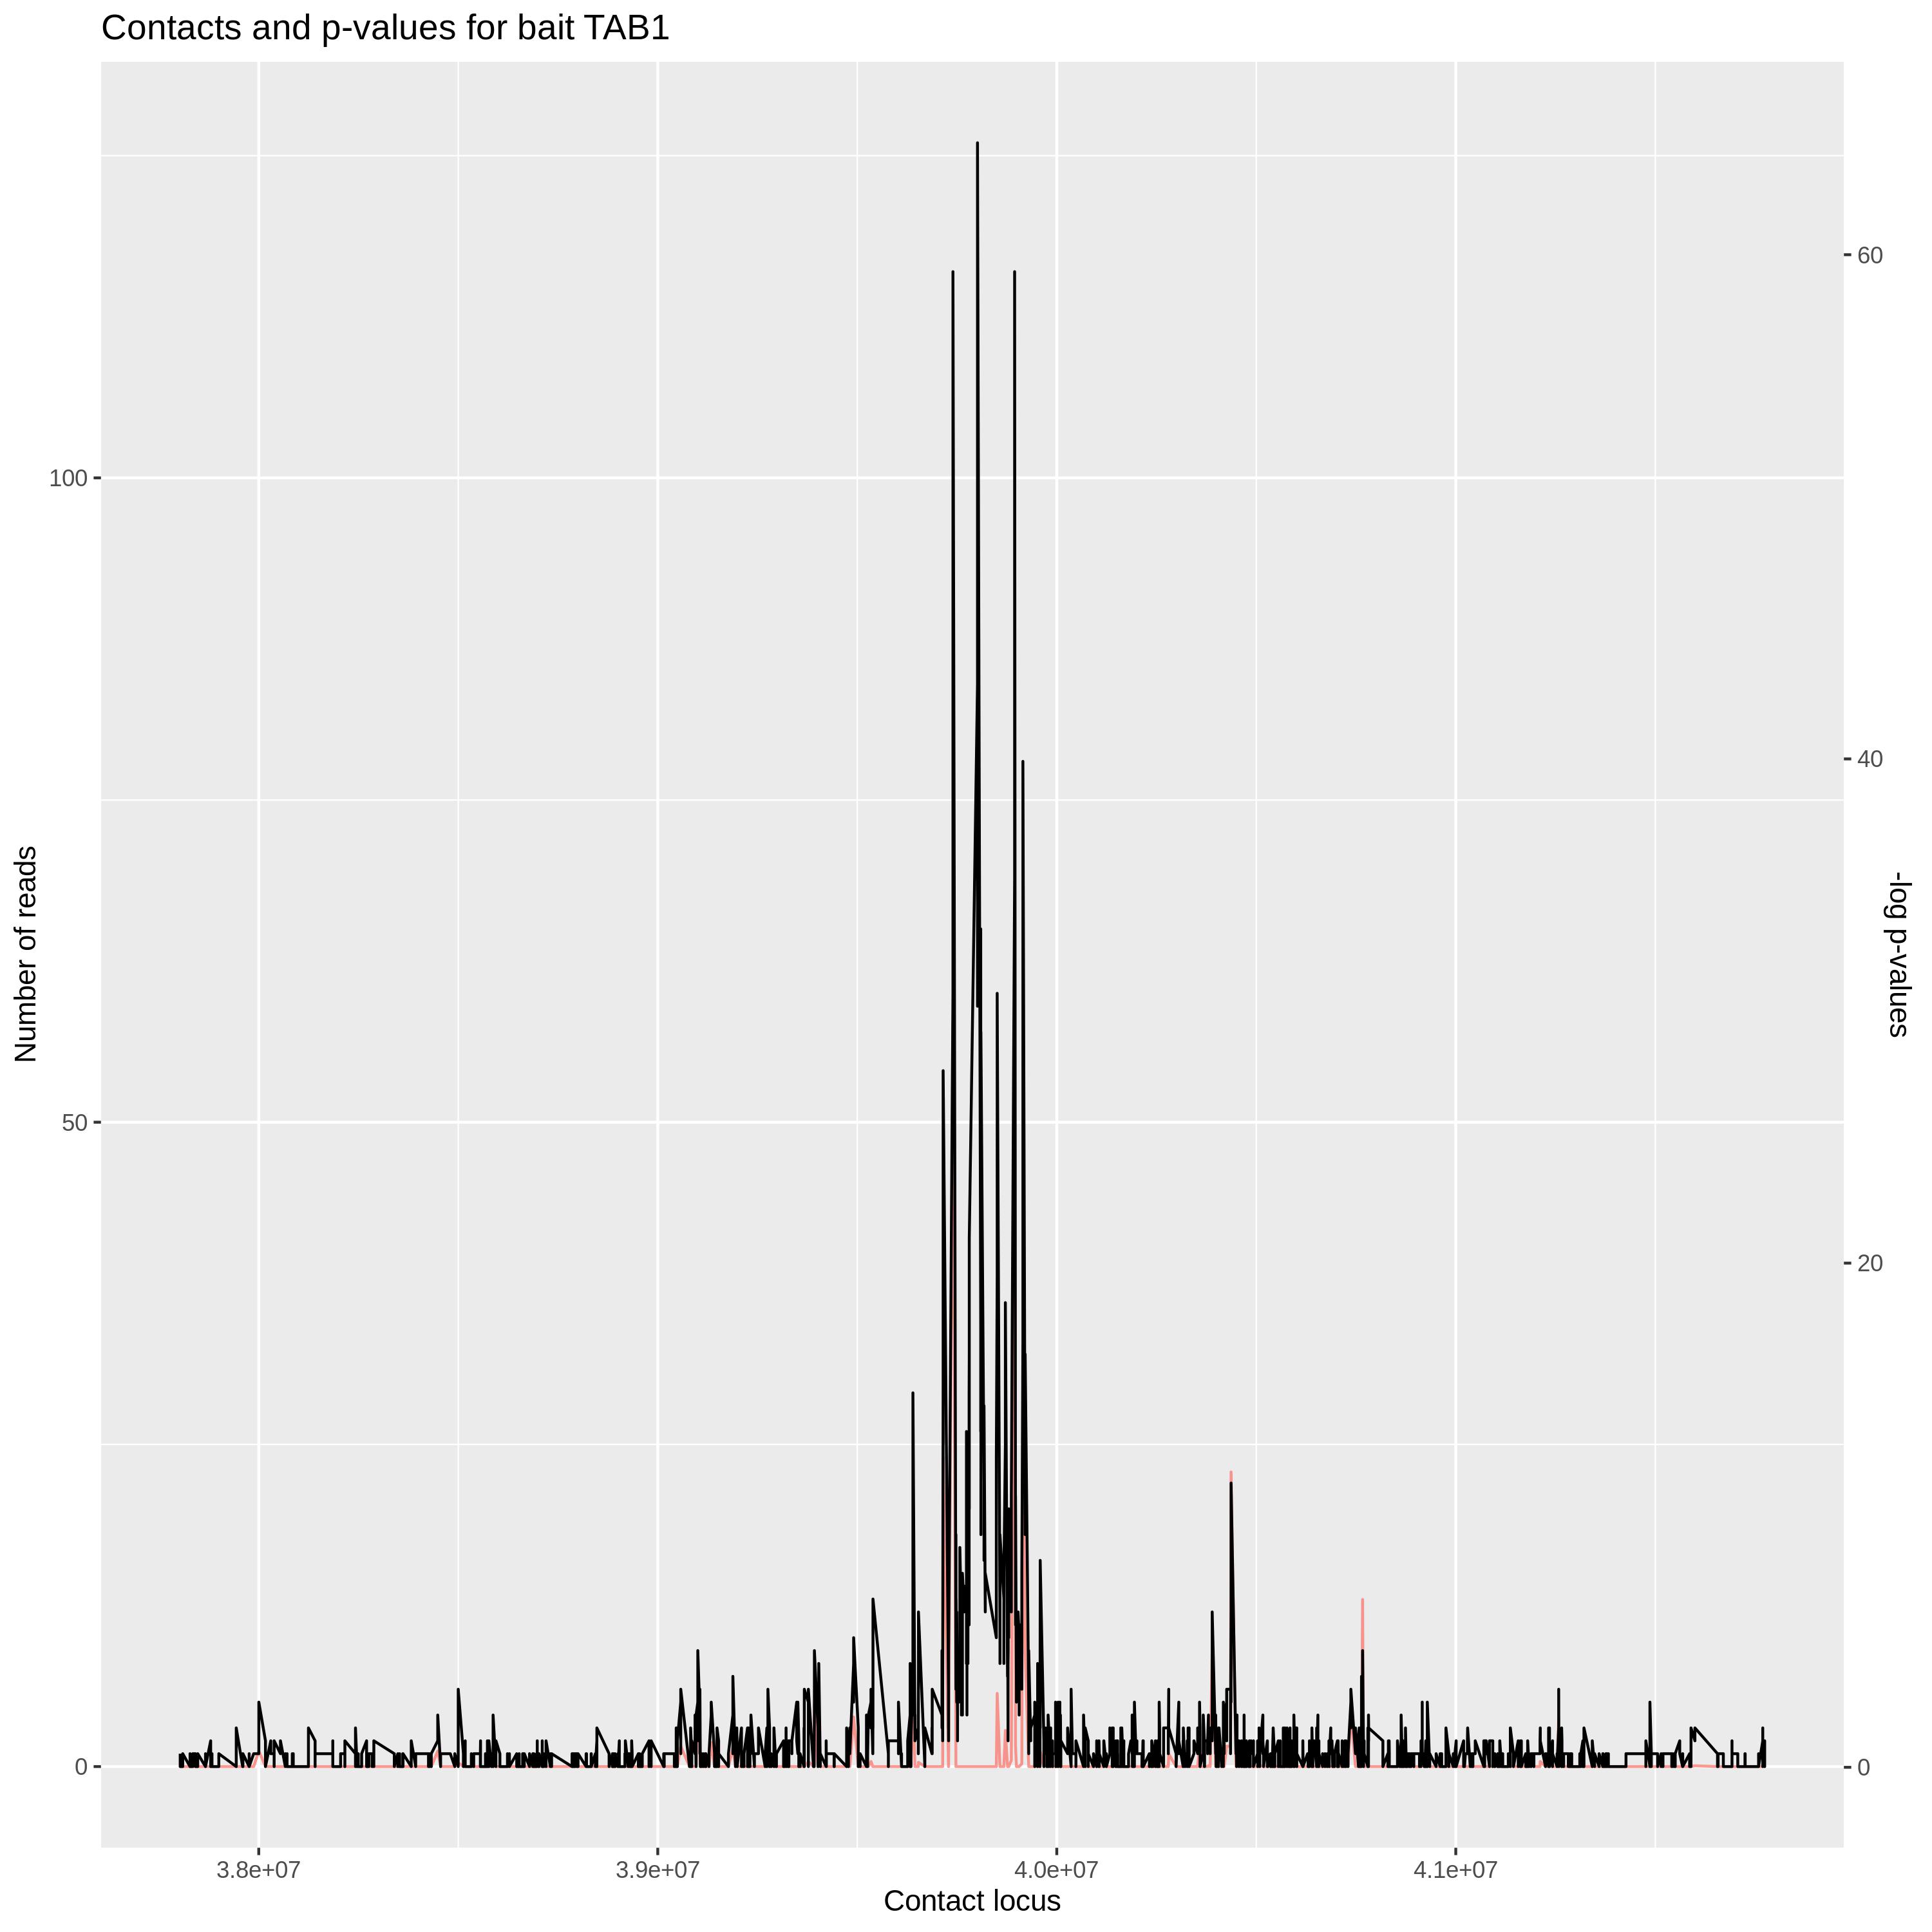 Contacts and p-values for bait TAB1
Number of reads
100
50
0
60
40
20
0
-log p-values
3.8e+07
3.9e+07
4.0e+07
4.1e+07
Contact locus